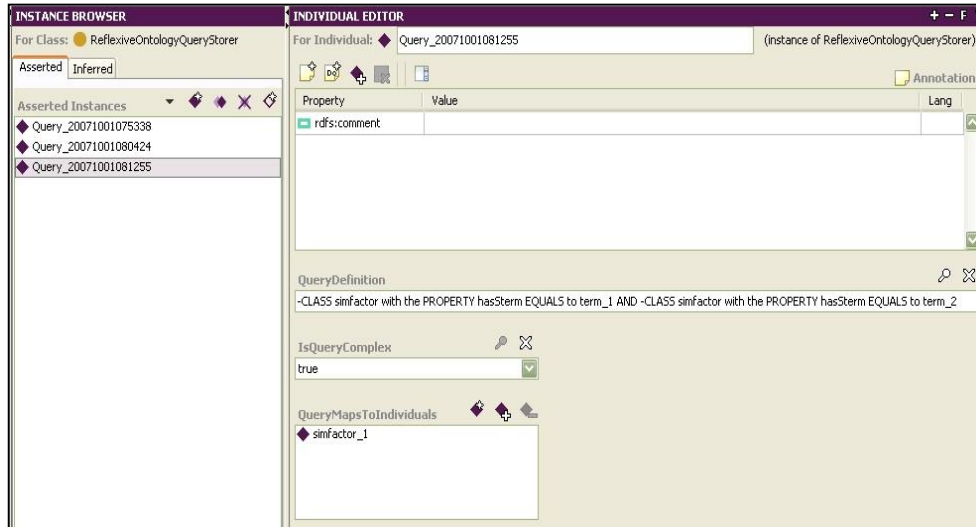 INSTANCE BROWSER
For Class: ReflexiveOntologyQueryStorer
Asserted Inferred
Asserted Instances
Query_20071001075338
Query_20071001080424
Query_20071001081255
INDIVIDUAL EDITOR
+ − F
For Individual: Query_20071001081255 (instance of ReflexiveOntologyQueryStorer)
Annotation
Property Value Lang
rdfs:comment
QueryDefinition
-CLASS simfactor with the PROPERTY hasSterm EQUALS to term_1 AND -CLASS simfactor with the PROPERTY hasSterm EQUALS to term_2
IsQueryComplex
true
QueryMapsToIndividuals
simfactor_1